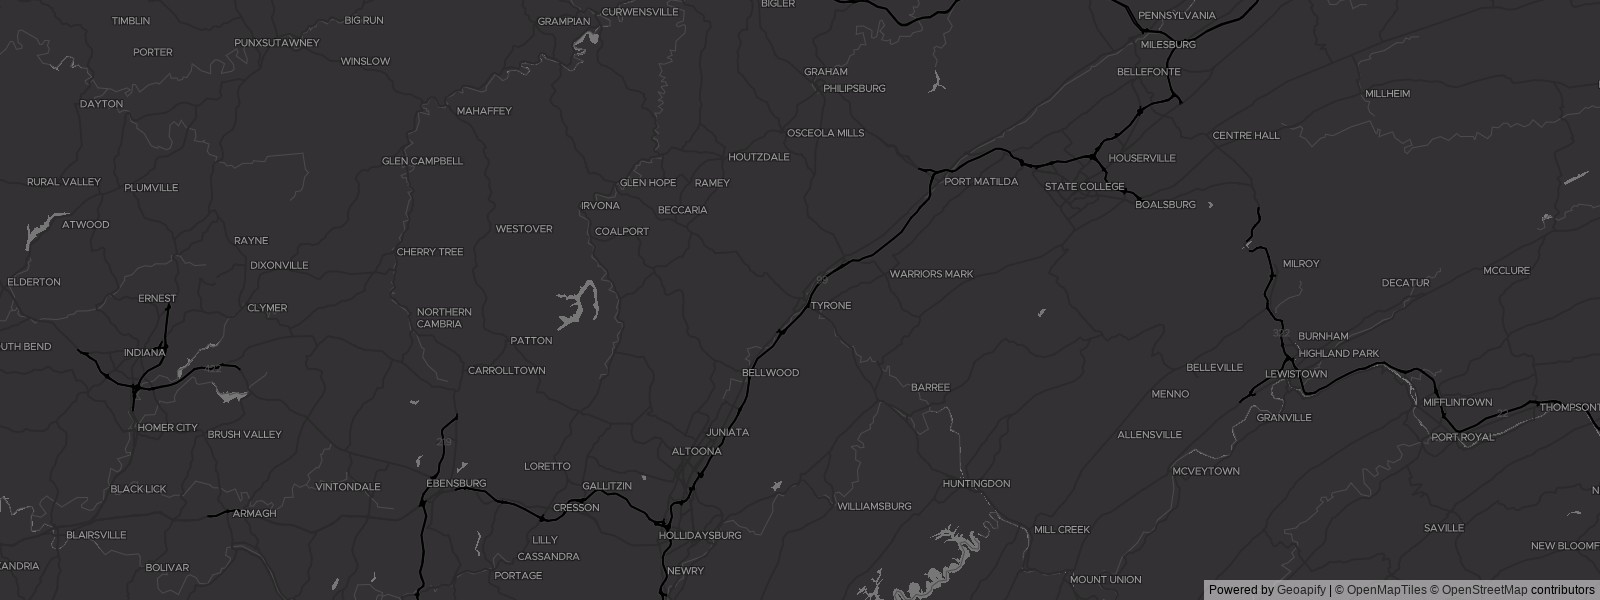 BIGLER
CURWENSVILLE
PENNSYLVANIA
TIMBLIN
BIG RUN
GRAMPIAN
PUNXSUTAWNEY
MILESBURG
PORTER
WINSLOW
GRAHAM
BELLEFONTE
PHILIPSBURG
MILLHEIM
DAYTON
MAHAFFEY
OSCEOLA MILLS
CENTRE HALL
HOUTZDALE
HOUSERVILLE
GLEN CAMPBELL
RURAL VALLEY
PLUMVILLE
GLEN HOPE
RAMEY
PORT MATILDA
STATE COLLEGE
IRVONA
BECCARIA
BOALSBURG
ATWOOD
WESTOVER
COALPORT
RAYNE
CHERRY TREE
DIXONVILLE
MILROY
MCCLURE
ELDERTON
WARRIORS MARK
99
DECATUR
ERNEST
CLYMER
NORTHERN
CAMBRIA
TYRONE
322
BURNHAM
UTH BEND
INDIANA
PATTON
HIGHLAND PARK
422
CARROLLTOWN
BELLWOOD
BELLEVILLE
LEWISTOWN
BARREE
MENNO
MIFFLINTOWN
THOMPSONT
22
GRANVILLE
HOMER CITY
BRUSH VALLEY
219
JUNIATA
ALLENSVILLE
PORT ROYAL
ALTOONA
LORETTO
MCVEYTOWN
BLACK LICK
VINTONDALE
EBENSBURG
GALLITZIN
HUNTINGDON
N
ARMAGH
CRESSON
WILLIAMSBURG
BLAIRSVILLE
LILLY
HOLLIDAYSBURG
MILL CREEK
SAVILLE
NEW BLOOMF
CASSANDRA
ANDRIA
BOLIVAR
PORTAGE
NEWRY
MOUNT UNION
Powered by Geoapify | © OpenMapTiles © OpenStreetMap contributors